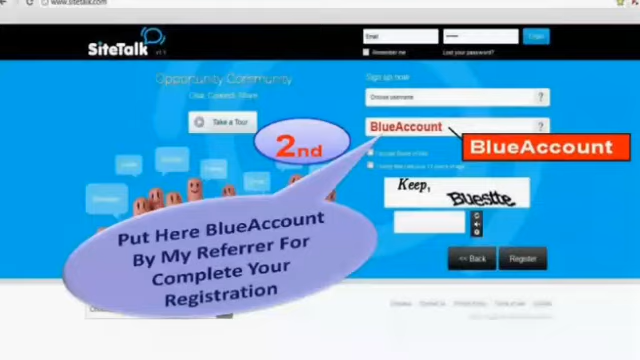 www.sitetalk.com
SiteTalk
Email
Remember me
Lost your password?
Opportunity Community
Take a Tour
Sign up now
Choose username
?
BlueAccount
?
BlueAccount
2nd
Keep,
Put Here BlueAccount
By My Referrer For
Complete Your
Registration
<< Back
Register